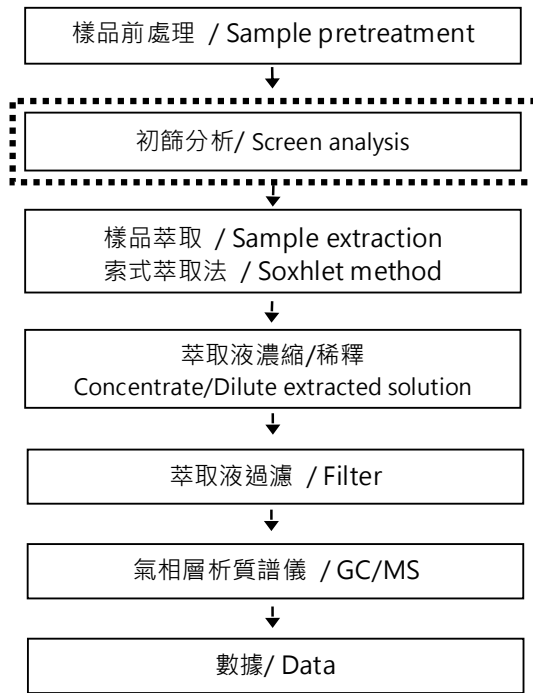 樣品前處理 / Sample pretreatment
初篩分析/ Screen analysis
樣品萃取 / Sample extraction
索式萃取法 / Soxhlet method
萃取液濃縮/稀釋
Concentrate/Dilute extracted solution
萃取液過濾 / Filter
氣相層析質譜儀 / GC/MS
數據/ Data